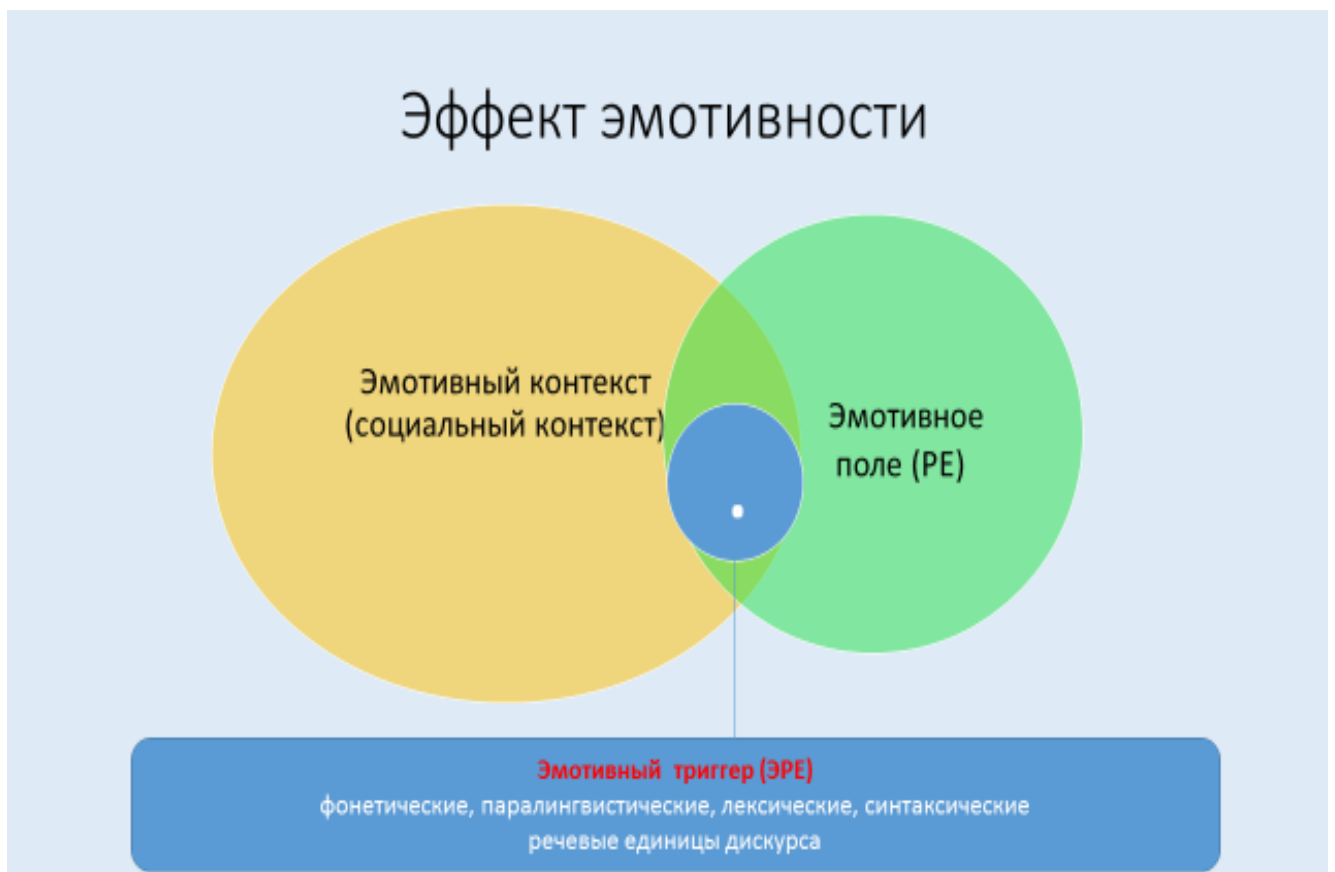 Эффект эмотивности
Эмотивный контекст
(социальный контекст)
Эмотивное
поле (РЕ)
Эмотивный триггер (ЭРЕ)
фонетические, паралингвистические, лексические, синтаксические
речевые единицы дискурса